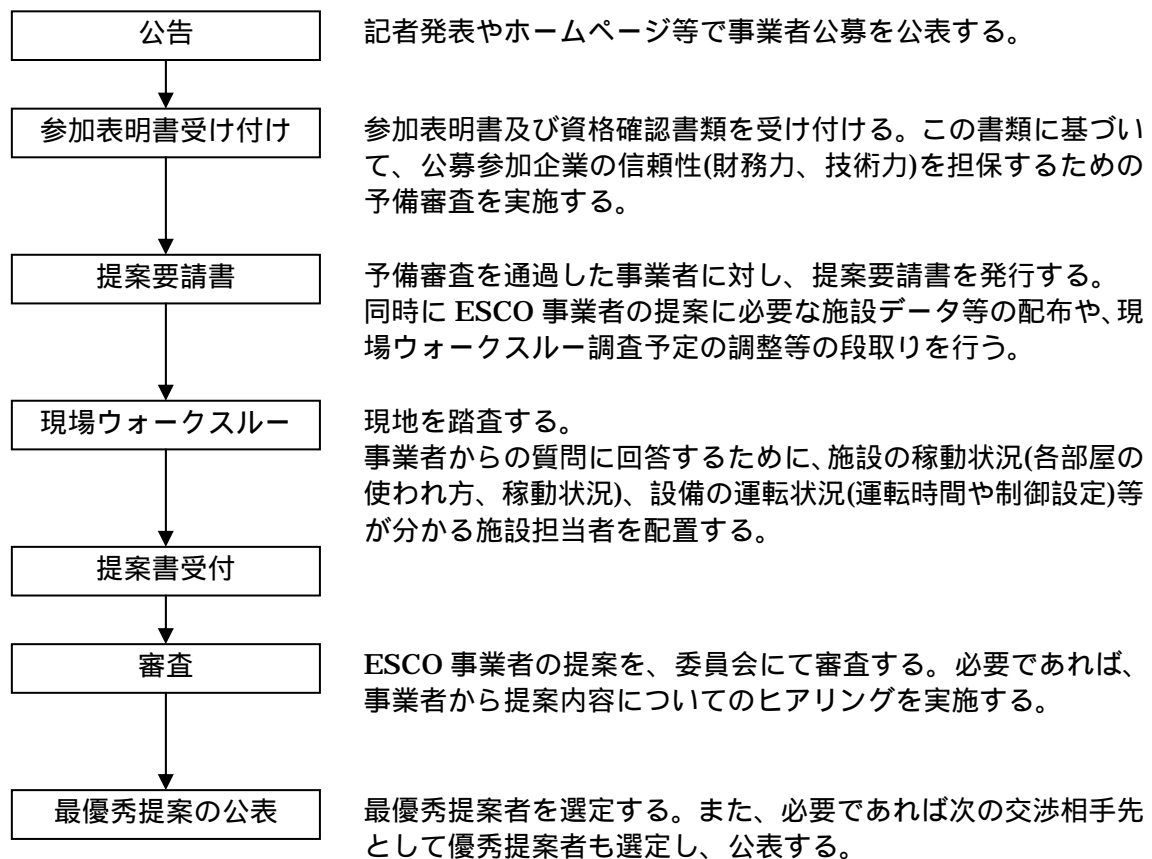 公告
記者発表やホームページ等で事業者公募を公表する。
参加表明書受け付け
参加表明書及び資格確認書類を受け付ける。この書類に基づい
て、公募参加企業の信頼性(財務力、技術力)を担保するための
予備審査を実施する。
提案要請書
予備審査を通過した事業者に対し、提案要請書を発行する。
同時に ESCO 事業者の提案に必要な施設データ等の配布や、現
場ウォークスルー調査予定の調整等の段取りを行う。
現場ウォークスルー
現地を踏査する。
事業者からの質問に回答するために、施設の稼動状況(各部屋の
使われ方、稼動状況)、設備の運転状況(運転時間や制御設定)等
が分かる施設担当者を配置する。
提案書受付
審査
ESCO 事業者の提案を、委員会にて審査する。必要であれば、
事業者から提案内容についてのヒアリングを実施する。
最優秀提案の公表
最優秀提案者を選定する。また、必要であれば次の交渉相手先
として優秀提案者も選定し、公表する。